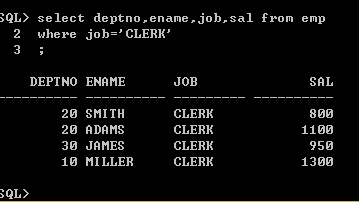 SQL> select deptno,ename,job,sal from emp
  2  where job='CLERK'
  3  ;

    DEPTNO ENAME      JOB              SAL
---------- ---------- --------- ----------
        20 SMITH      CLERK            800
        20 ADAMS      CLERK           1100
        30 JAMES      CLERK            950
        10 MILLER     CLERK           1300

SQL>